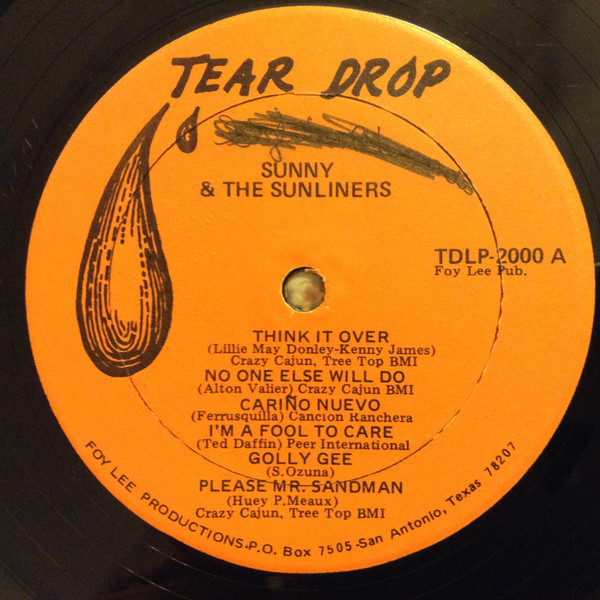 TEAR DROP
SUNNY
& THE SUNLINERS
TDLP-2000 A
Foy Lee Pub.
THINK IT OVER
(Lillie May Donley-Kenny James)
Crazy Cajun, Tree Top BMI
NO ONE ELSE WILL DO
(Alton Valier) Crazy Cajun BMI
CARIÑO NUEVO
(Ferrusquilla) Cancion Ranchera
I'M A FOOL TO CARE
(Ted Daffin) Peer International
GOLLY GEE
(S.Ozuna)
PLEASE MR. SANDMAN
(Huey P.Meaux)
Crazy Cajun, Tree Top BMI
FOY LEE PRODUCTIONS.P.O. Box 7505-San Antonio, Texas 78207